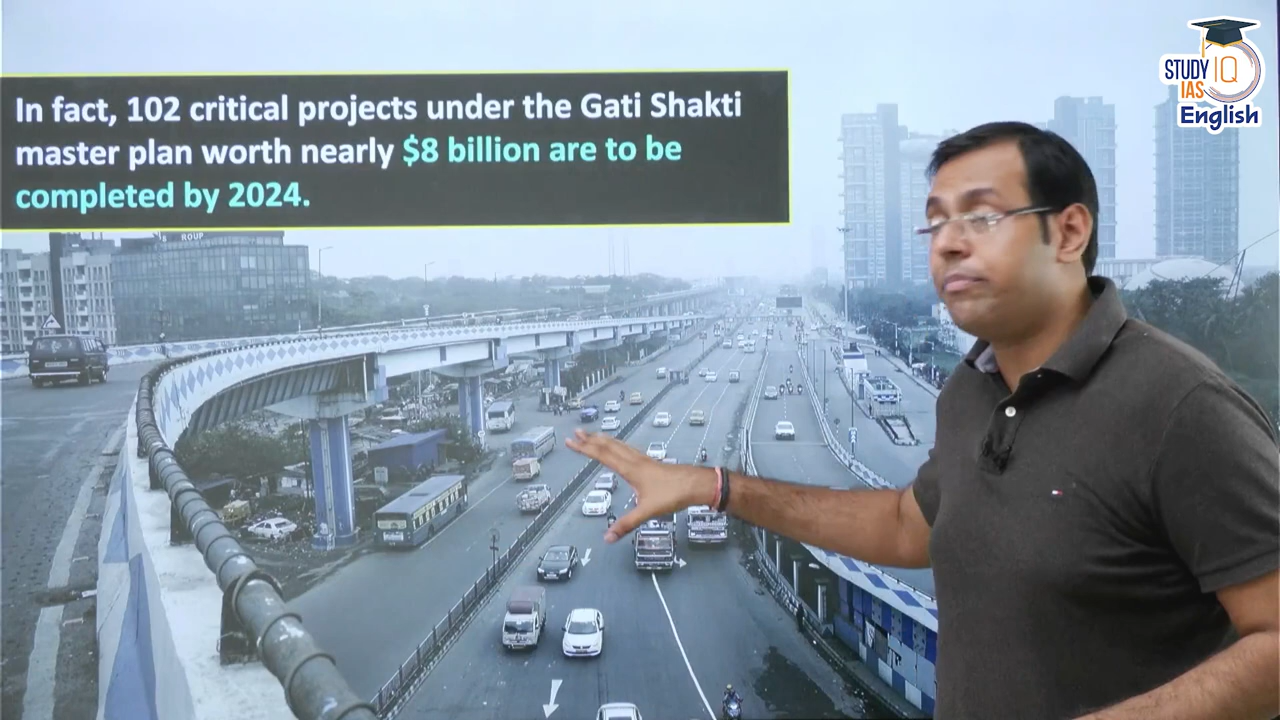 In fact, 102 critical projects under the Gati Shakti
master plan worth nearly $8 billion are to be
completed by 2024.
STUDY IQ
IAS
English
ROUP